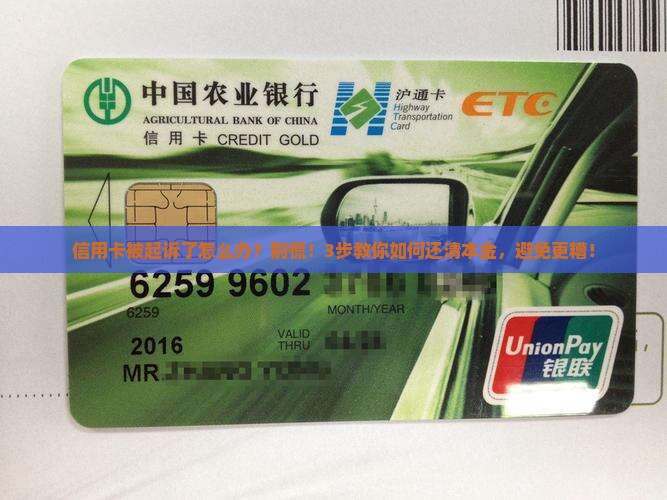 中国农业银行
AGRICULTURAL BANK OF CHINA
信用卡 CREDIT GOLD
沪通卡
Highway
Transportation
Card
ETC
信用卡被起诉了怎么办？别慌！3步教你如何还清本金，避免更糟！
6259 9602
6259
MONTH/YEAR
2016
VALID
THRU
MR.
UnionPay
银联